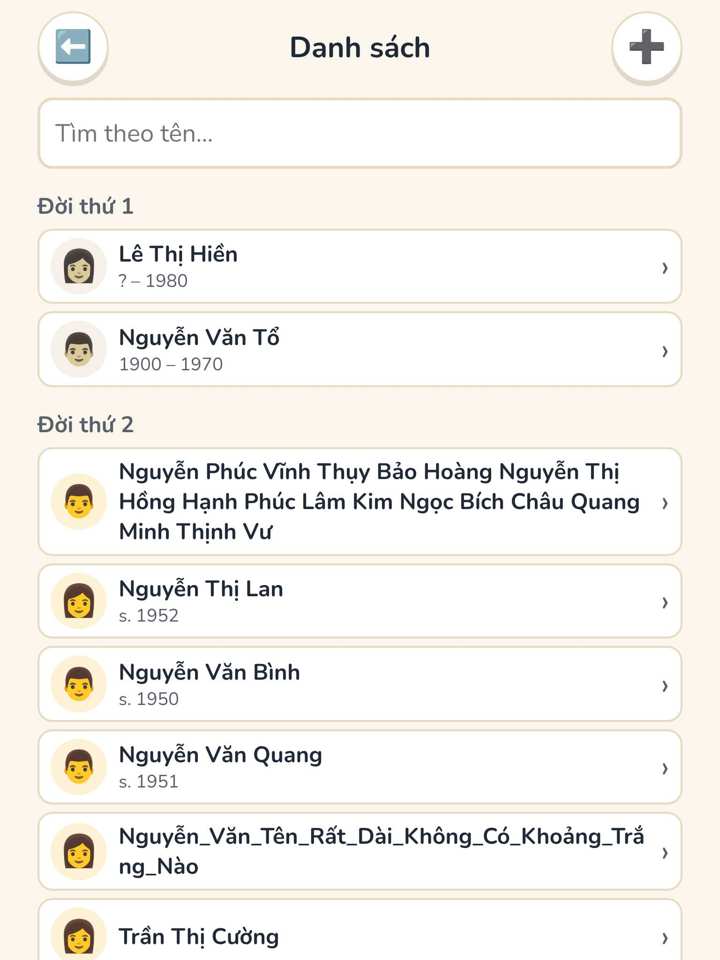 Danh sách
Tìm theo tên...
Đời thứ 1
Lê Thị Hiền
? – 1980
Nguyễn Văn Tổ
1900 – 1970
Đời thứ 2
Nguyễn Phúc Vĩnh Thụy Bảo Hoàng Nguyễn Thị
Hồng Hạnh Phúc Lâm Kim Ngọc Bích Châu Quang
Minh Thịnh Vư
Nguyễn Thị Lan
s. 1952
Nguyễn Văn Bình
s. 1950
Nguyễn Văn Quang
s. 1951
Nguyễn_Văn_Tên_Rất_Dài_Không_Có_Khoảng_Trắ
ng_Nào
Trần Thị Cường